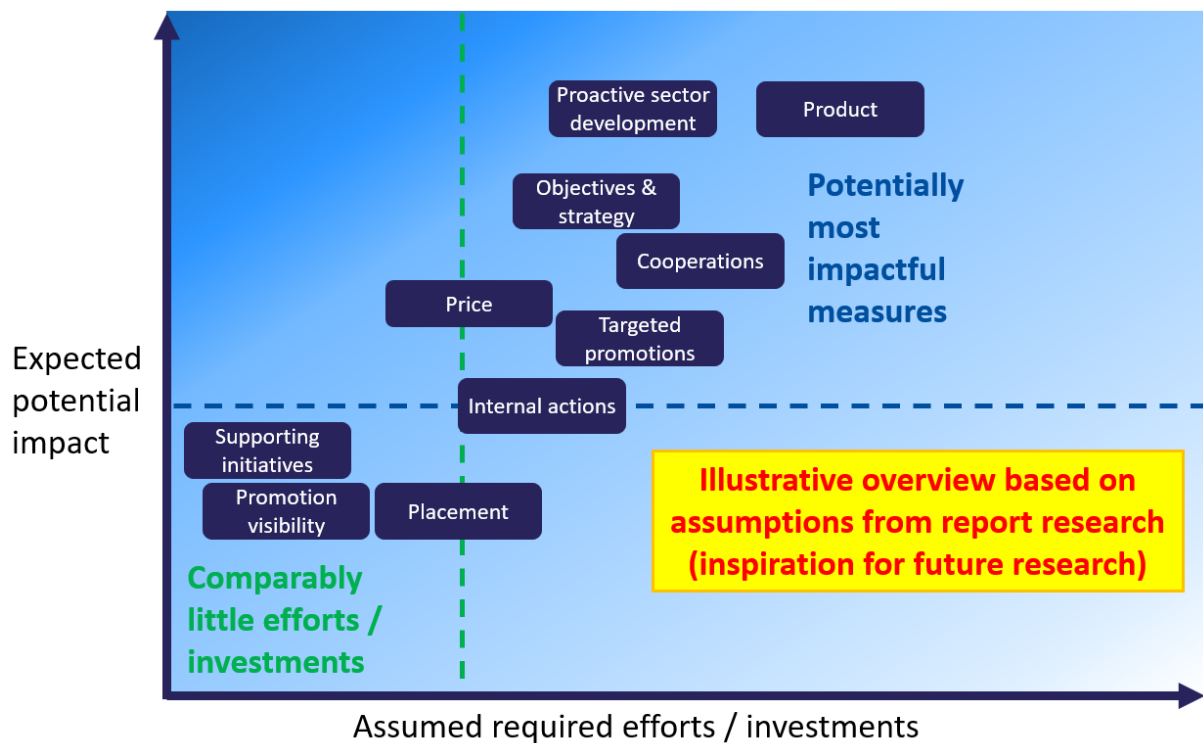 Proactive sector
development
Product
Objectives &
strategy
Potentially
most
impactful
measures
Cooperations
Price
Targeted
promotions
Expected
potential
impact
Internal actions
Supporting
initiatives
Promotion
visibility
Placement
Illustrative overview based on
assumptions from report research
(inspiration for future research)
Comparably
little efforts /
investments
Assumed required efforts / investments